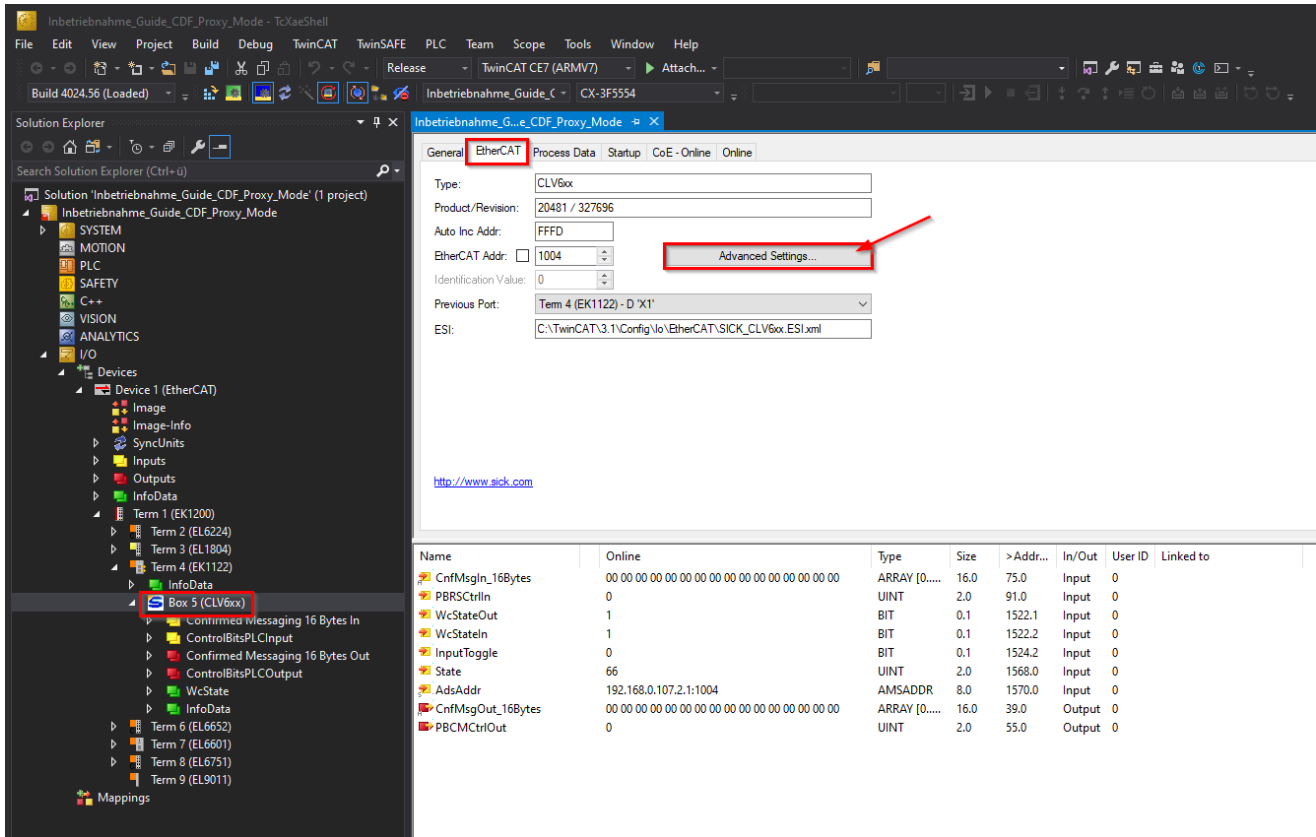 Inbetriebnahme_Guide_CDF_Proxy_Mode - TcXaeShell
File Edit View Project Build Debug TwinCAT TwinSAFE PLC Team Scope Tools Window Help
Release TwinCAT CE7 (ARMV7) Attach...
Build 4024.56 (Loaded) Inbetriebnahme_Guide_C CX-3F5554
Solution Explorer
Search Solution Explorer (Ctrl+ü)
Solution 'Inbetriebnahme_Guide_CDF_Proxy_Mode' (1 project)
Inbetriebnahme_Guide_CDF_Proxy_Mode
SYSTEM
MOTION
PLC
SAFETY
C++
VISION
ANALYTICS
I/O
Devices
Device 1 (EtherCAT)
Image
Image-Info
SyncUnits
Inputs
Outputs
InfoData
Term 1 (EK1200)
Term 2 (EL6224)
Term 3 (EL1804)
Term 4 (EK1122)
InfoData
Box 5 (CLV6xx)
Confirmed Messaging 16 Bytes In
ControlBitsPLCInput
Confirmed Messaging 16 Bytes Out
ControlBitsPLCOutput
WcState
InfoData
Term 6 (EL6652)
Term 7 (EL6601)
Term 8 (EL6751)
Term 9 (EL9011)
Mappings
Inbetriebnahme_G...e_CDF_Proxy_Mode
General EtherCAT Process Data Startup CoE - Online Online
Type: CLV6xx
Product/Revision: 20481 / 327696
Auto Inc Addr: FFFD
EtherCAT Addr: 1004 Advanced Settings...
Identification Value: 0
Previous Port: Term 4 (EK1122) - D 'X1'
ESI: C:\TwinCAT\3.1\Config\Io\EtherCAT\SICK_CLV6xx.ESI.xml
http://www.sick.com
Name Online Type Size >Addr... In/Out User ID Linked to
CnfMsgIn_16Bytes 00 00 00 00 00 00 00 00 00 00 00 00 00 00 00 00 ARRAY [0..... 16.0 75.0 Input 0
PBRSCtrlIn 0 UINT 2.0 91.0 Input 0
WcStateOut 1 BIT 0.1 1522.1 Input 0
WcStateIn 1 BIT 0.1 1522.2 Input 0
InputToggle 0 BIT 0.1 1524.2 Input 0
State 66 UINT 2.0 1568.0 Input 0
AdsAddr 192.168.0.107.2.1:1004 AMSADDR 8.0 1570.0 Input 0
CnfMsgOut_16Bytes 00 00 00 00 00 00 00 00 00 00 00 00 00 00 00 00 ARRAY [0..... 16.0 39.0 Output 0
PBCMCtrlOut 0 UINT 2.0 55.0 Output 0